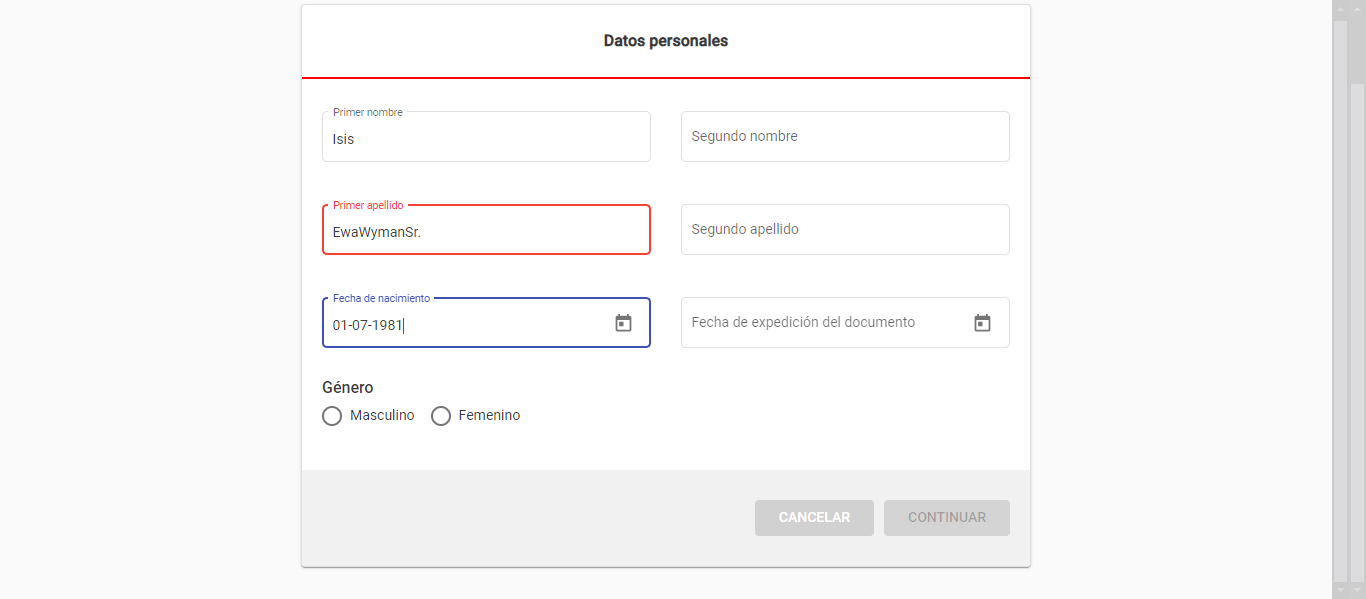 Datos personales
Primer nombre
Isis
Segundo nombre
Primer apellido
EwaWymanSr.
Segundo apellido
Fecha de nacimiento
01-07-1981
Fecha de expedición del documento
Género
Masculino Femenino
CANCELAR CONTINUAR